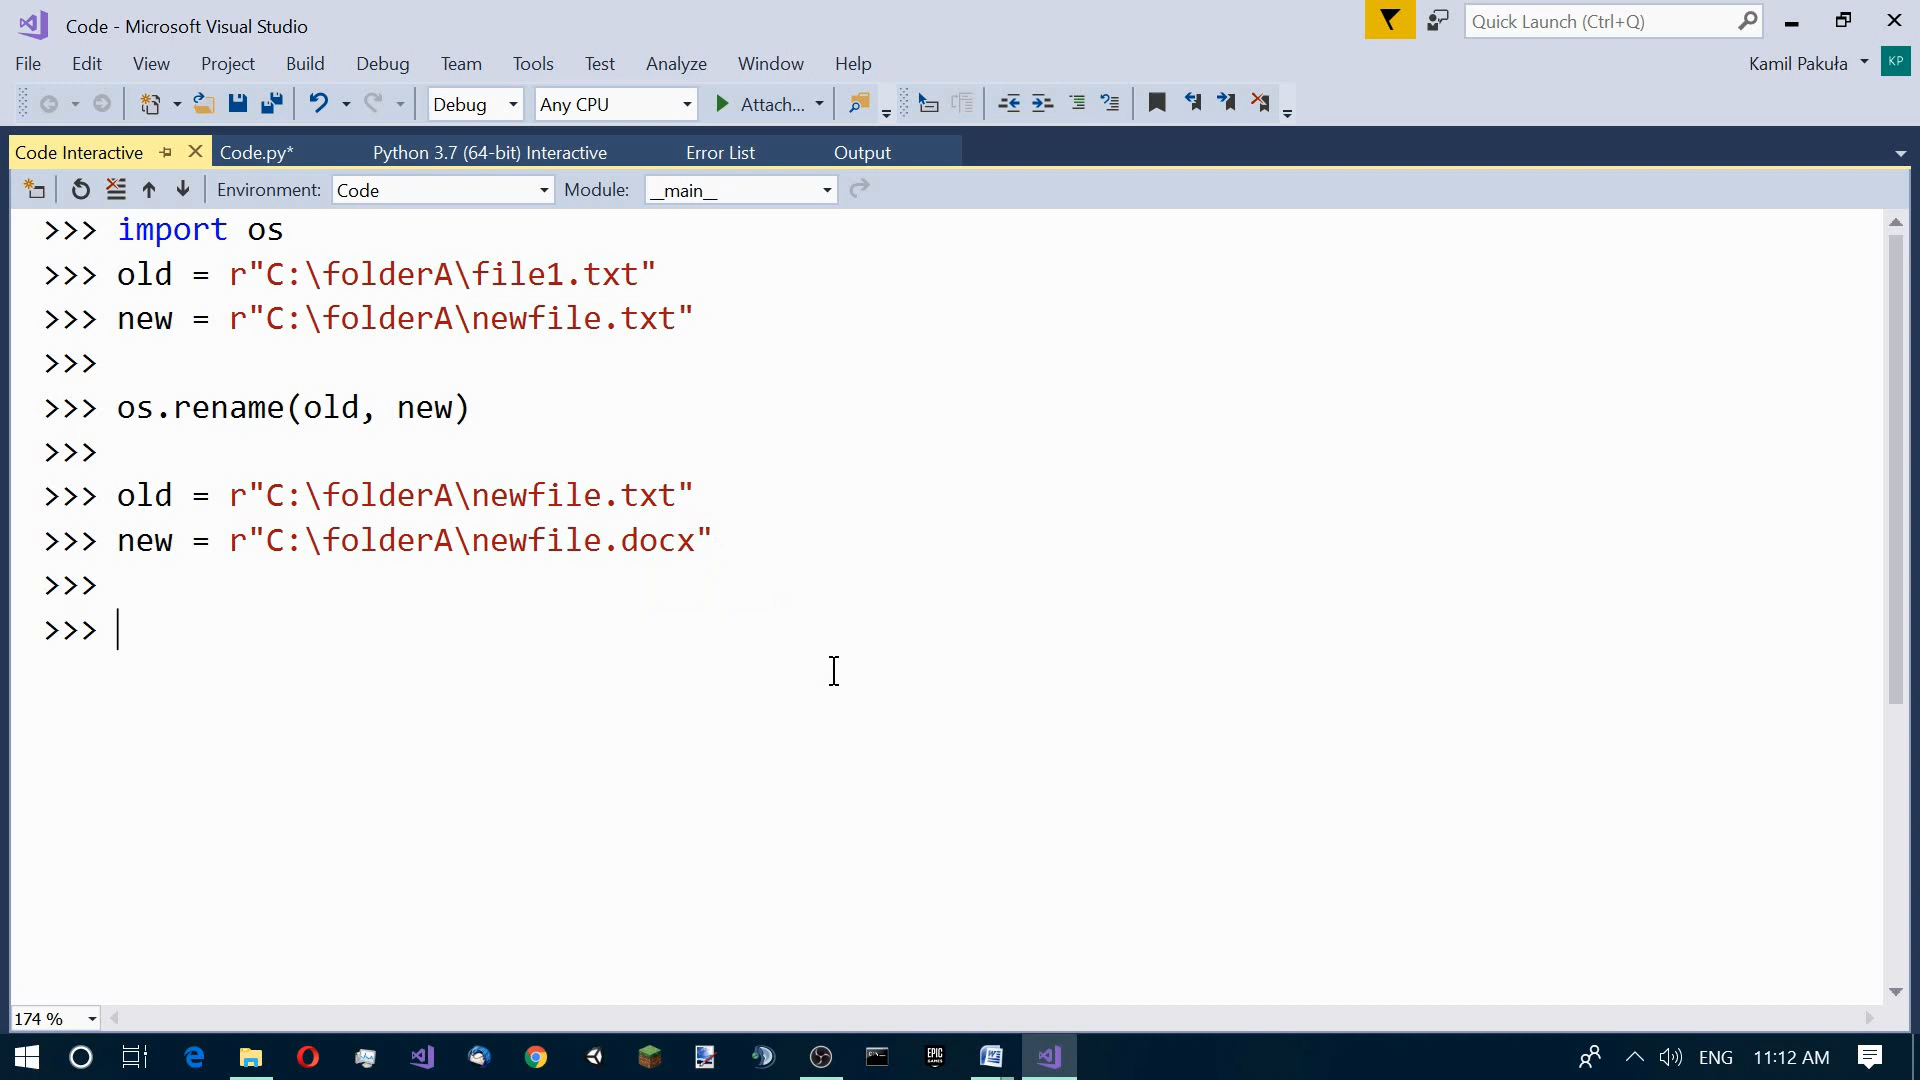 Code - Microsoft Visual Studio
Quick Launch (Ctrl+Q)
File Edit View Project Build Debug Team Tools Test Analyze Window Help
Kamil Pakuła KP
Debug Any CPU Attach...
Code Interactive Code.py* Python 3.7 (64-bit) Interactive Error List Output
Environment: Code Module: __main__
>>> import os
>>> old = r"C:\folderA\file1.txt"
>>> new = r"C:\folderA\newfile.txt"
>>>
>>> os.rename(old, new)
>>>
>>> old = r"C:\folderA\newfile.txt"
>>> new = r"C:\folderA\newfile.docx"
>>>
>>>
174 %
EPIC GAMES
ENG 11:12 AM